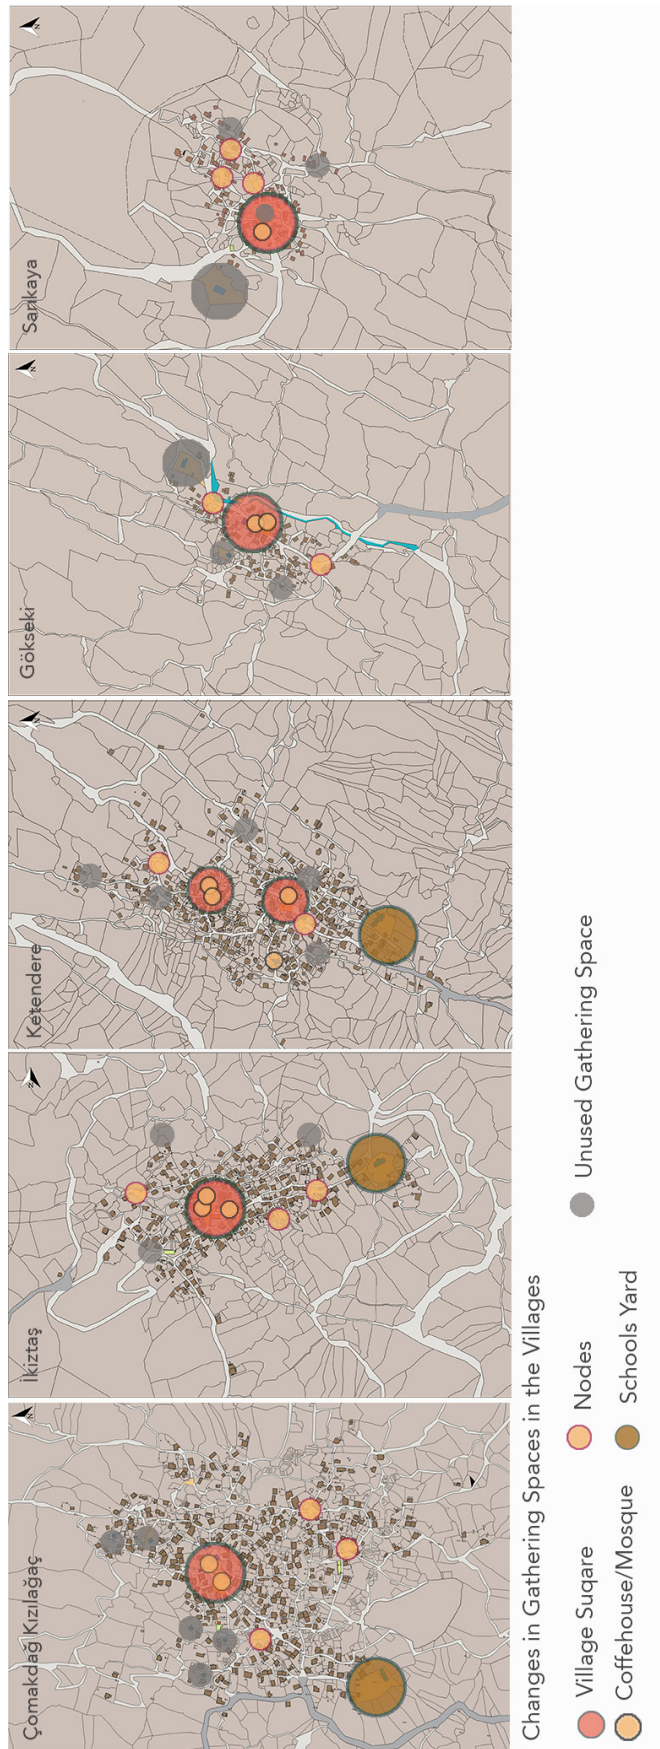 Çomakdağ Kızılağaç
İkiztaş
Ketendere
Gökseki
Sarıkaya
N
N
N
N
N
Changes in Gathering Spaces in the Villages
Village Suqare
Nodes
Unused Gathering Space
Coffehouse/Mosque
Schools Yard